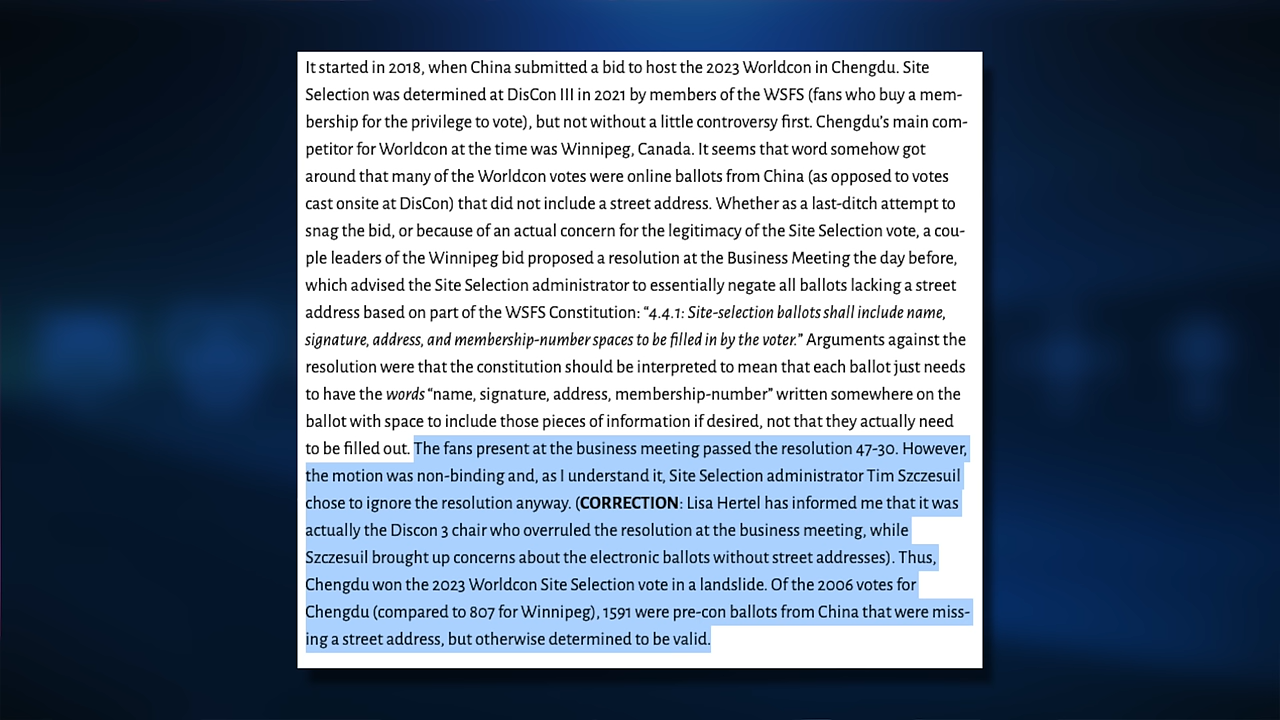 It started in 2018, when China submitted a bid to host the 2023 Worldcon in Chengdu. Site
Selection was determined at DisCon III in 2021 by members of the WSFS (fans who buy a mem-
bership for the privilege to vote), but not without a little controversy first. Chengdu's main com-
petitor for Worldcon at the time was Winnipeg, Canada. It seems that word somehow got
around that many of the Worldcon votes were online ballots from China (as opposed to votes
cast onsite at DisCon) that did not include a street address. Whether as a last-ditch attempt to
snag the bid, or because of an actual concern for the legitimacy of the Site Selection vote, a cou-
ple leaders of the Winnipeg bid proposed a resolution at the Business Meeting the day before,
which advised the Site Selection administrator to essentially negate all ballots lacking a street
address based on part of the WSFS Constitution: “4.4.1: Site-selection ballots shall include name,
signature, address, and membership-number spaces to be filled in by the voter.” Arguments against the
resolution were that the constitution should be interpreted to mean that each ballot just needs
to have the words “name, signature, address, membership-number” written somewhere on the
ballot with space to include those pieces of information if desired, not that they actually need
to be filled out. The fans present at the business meeting passed the resolution 47-30. However,
the motion was non-binding and, as I understand it, Site Selection administrator Tim Szczesuil
chose to ignore the resolution anyway. (CORRECTION: Lisa Hertel has informed me that it was
actually the Discon 3 chair who overruled the resolution at the business meeting, while
Szczesuil brought up concerns about the electronic ballots without street addresses). Thus,
Chengdu won the 2023 Worldcon Site Selection vote in a landslide. Of the 2006 votes for
Chengdu (compared to 807 for Winnipeg), 1591 were pre-con ballots from China that were miss-
ing a street address, but otherwise determined to be valid.